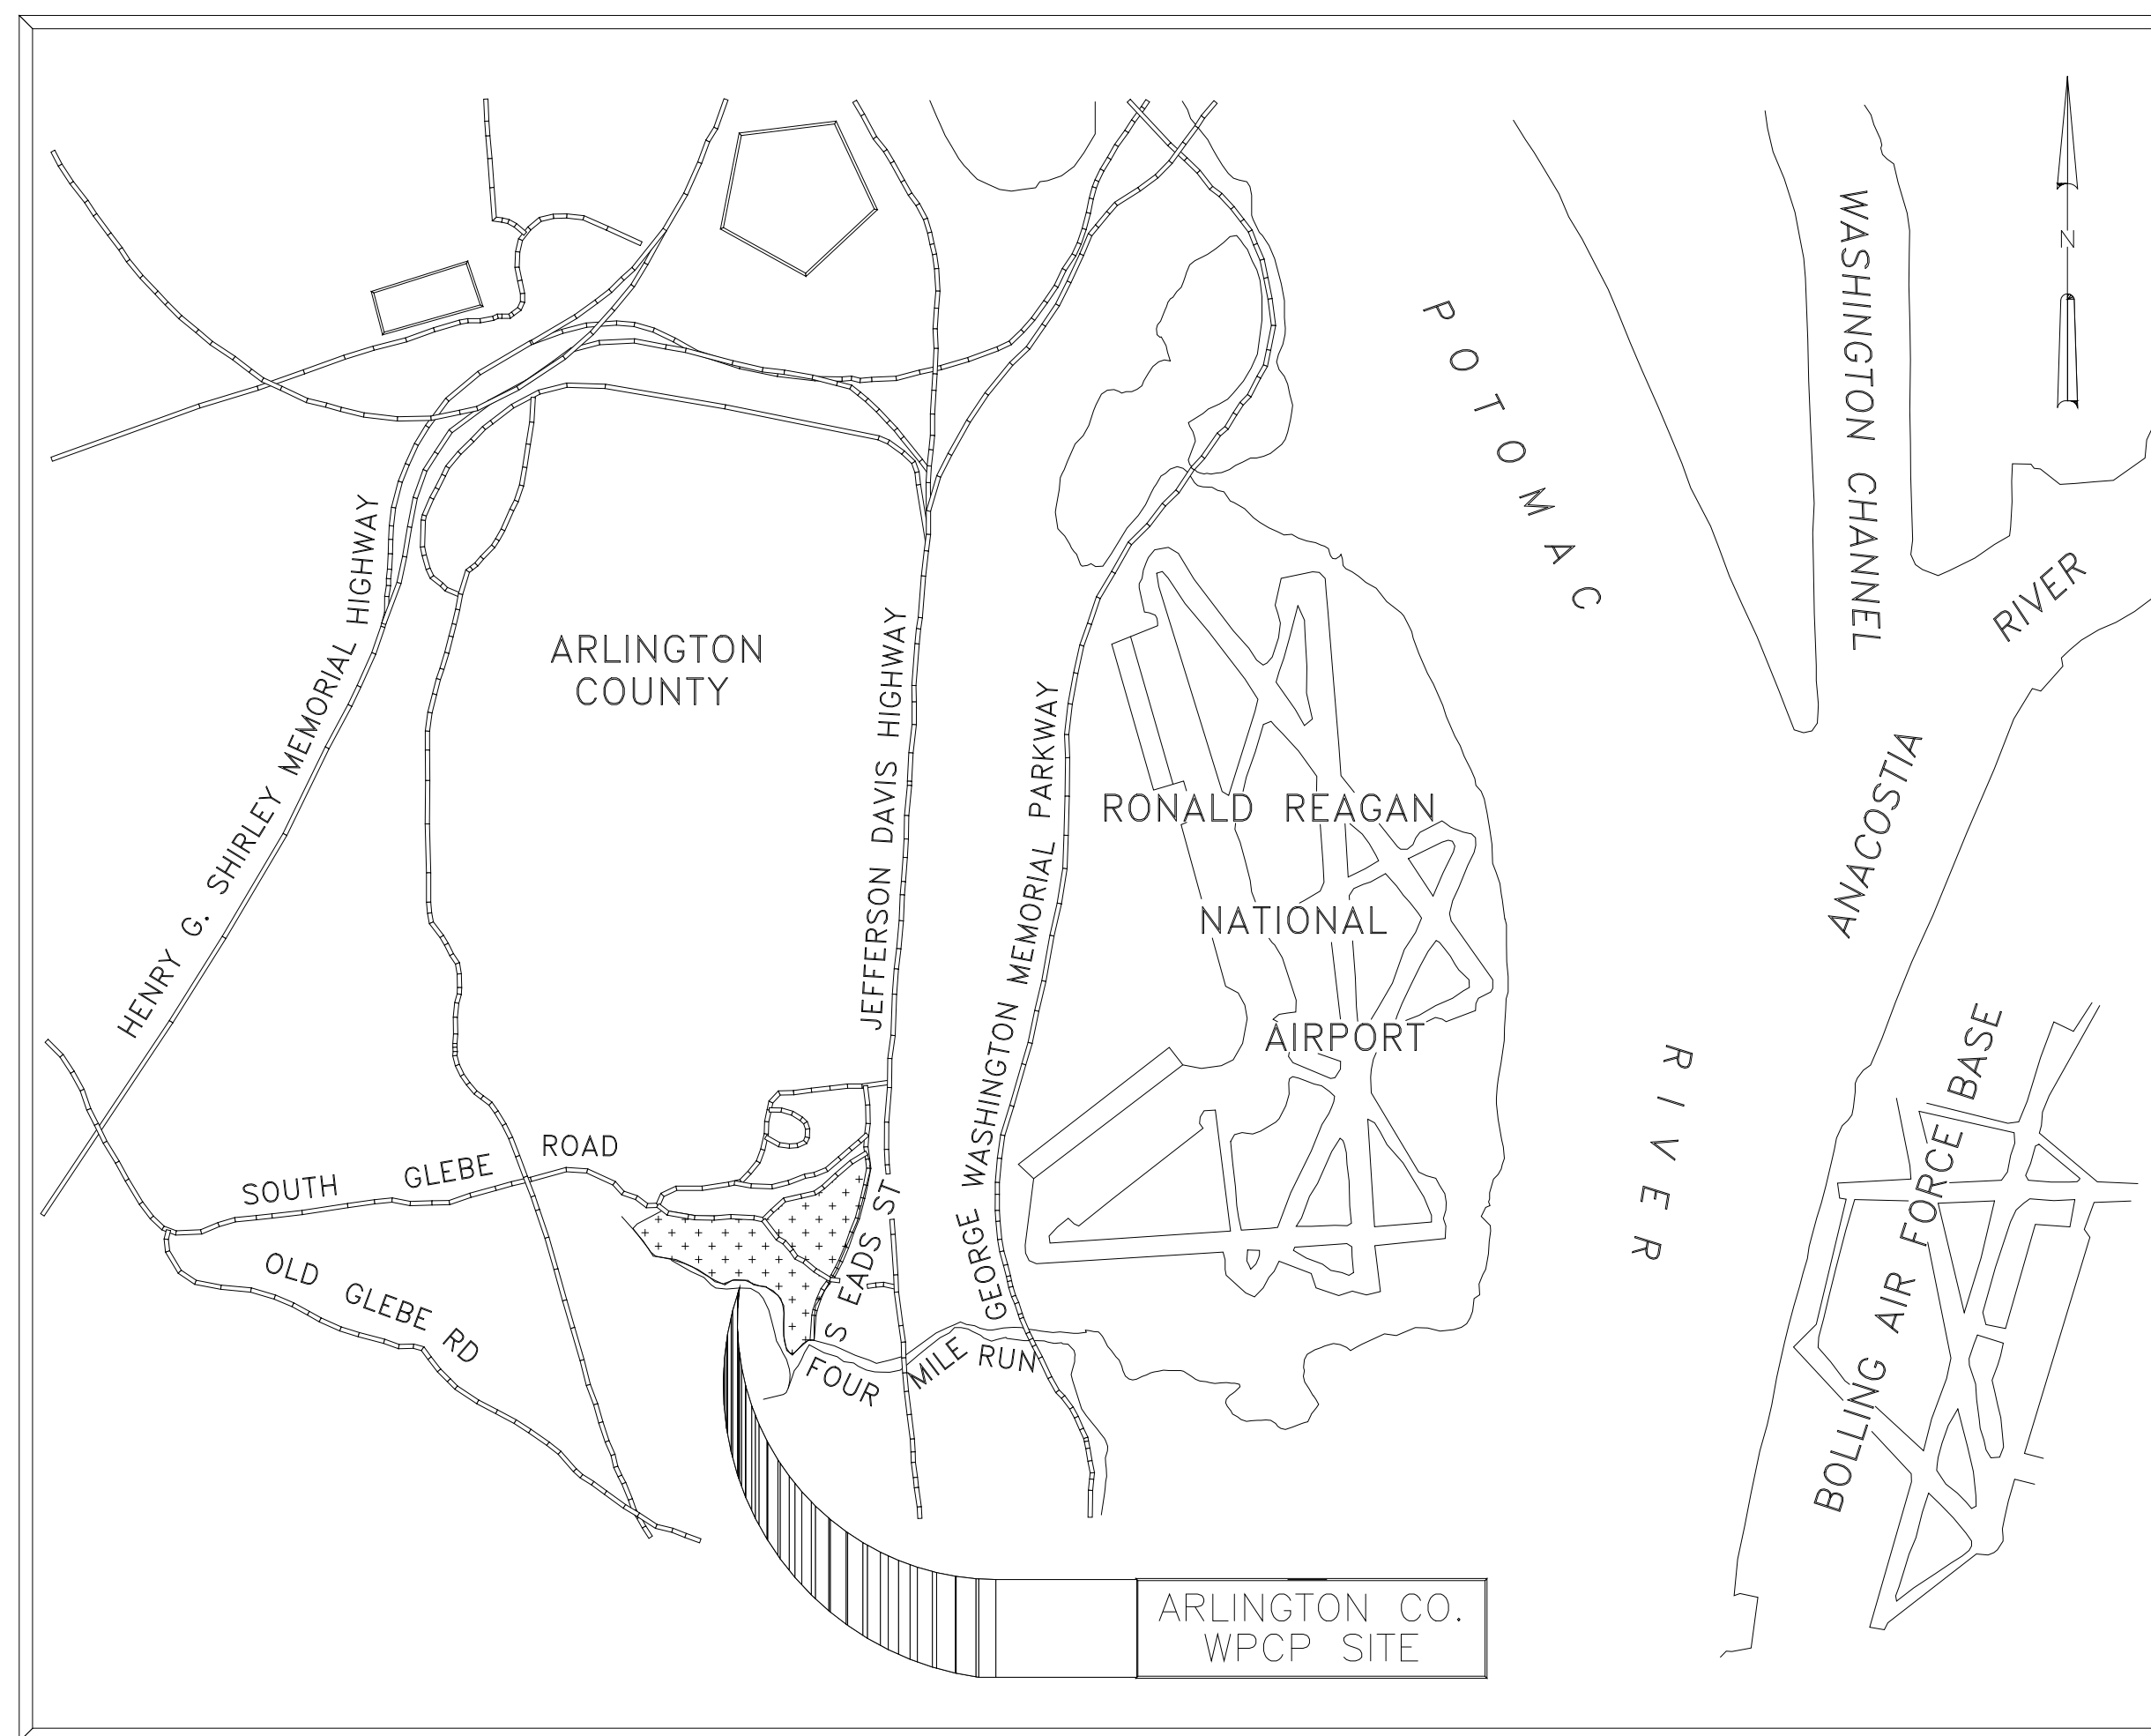 N
WASHINGTON CHANNEL
POTOMAC
RIVER
ANACOSTIA
RIVER
HENRY G. SHIRLEY MEMORIAL HIGHWAY
ARLINGTON
COUNTY
JEFFERSON DAVIS HIGHWAY
GEORGE WASHINGTON MEMORIAL PARKWAY
RONALD REAGAN
NATIONAL
AIRPORT
BOLLING AIR FORCE BASE
SOUTH GLEBE ROAD
OLD GLEBE RD
S EADS ST
FOUR MILE RUN
ARLINGTON CO.
WPCP SITE